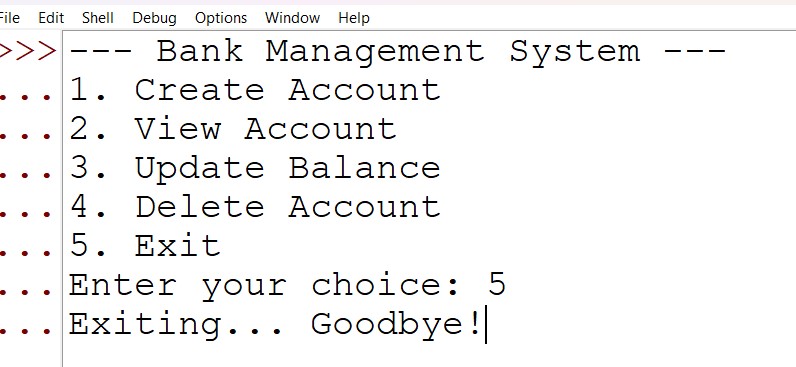 File Edit Shell Debug Options Window Help
>>> --- Bank Management System ---
... 1. Create Account
... 2. View Account
... 3. Update Balance
... 4. Delete Account
... 5. Exit
... Enter your choice: 5
... Exiting... Goodbye!